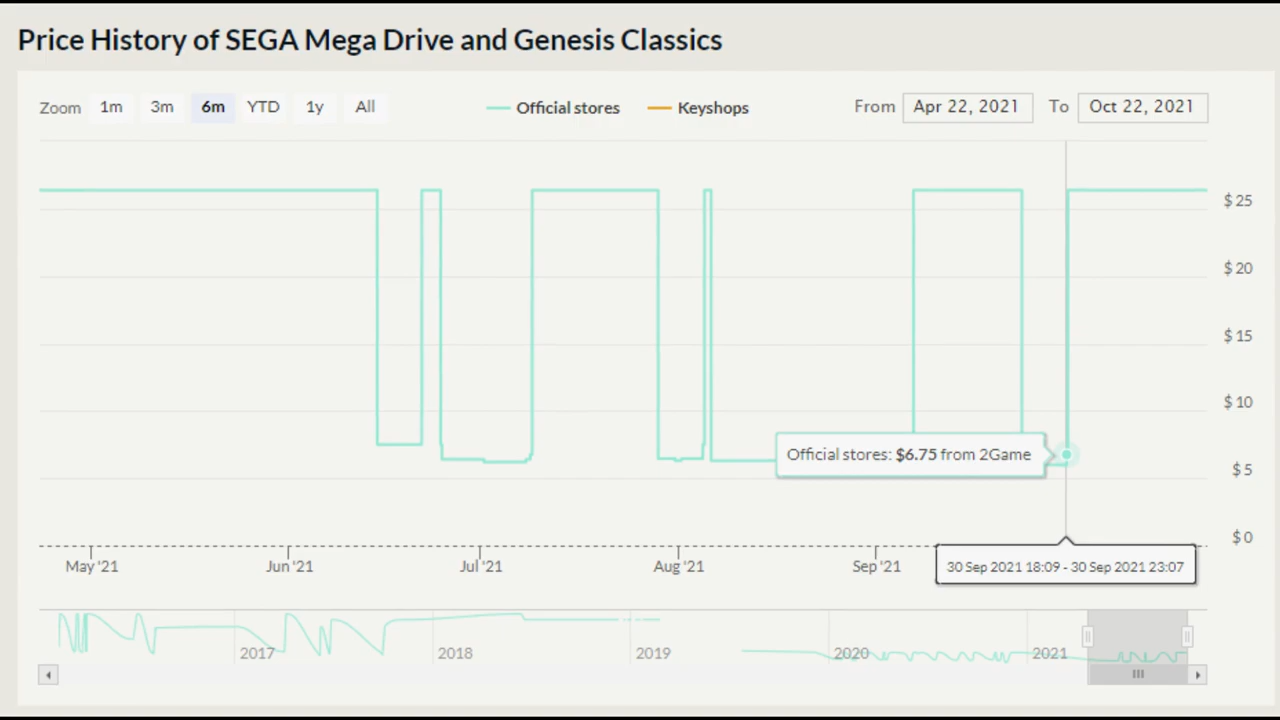 Price History of SEGA Mega Drive and Genesis Classics
Zoom 1m 3m 6m YTD 1y All Official stores Keyshops From Apr 22, 2021 To Oct 22, 2021
$ 25
$ 20
$ 15
$ 10
Official stores: $6.75 from 2Game
$ 5
$ 0
May '21 Jun '21 Jul '21 Aug '21 Sep '21 30 Sep 2021 18:09 - 30 Sep 2021 23:07
2017 2018 2019 2020 2021